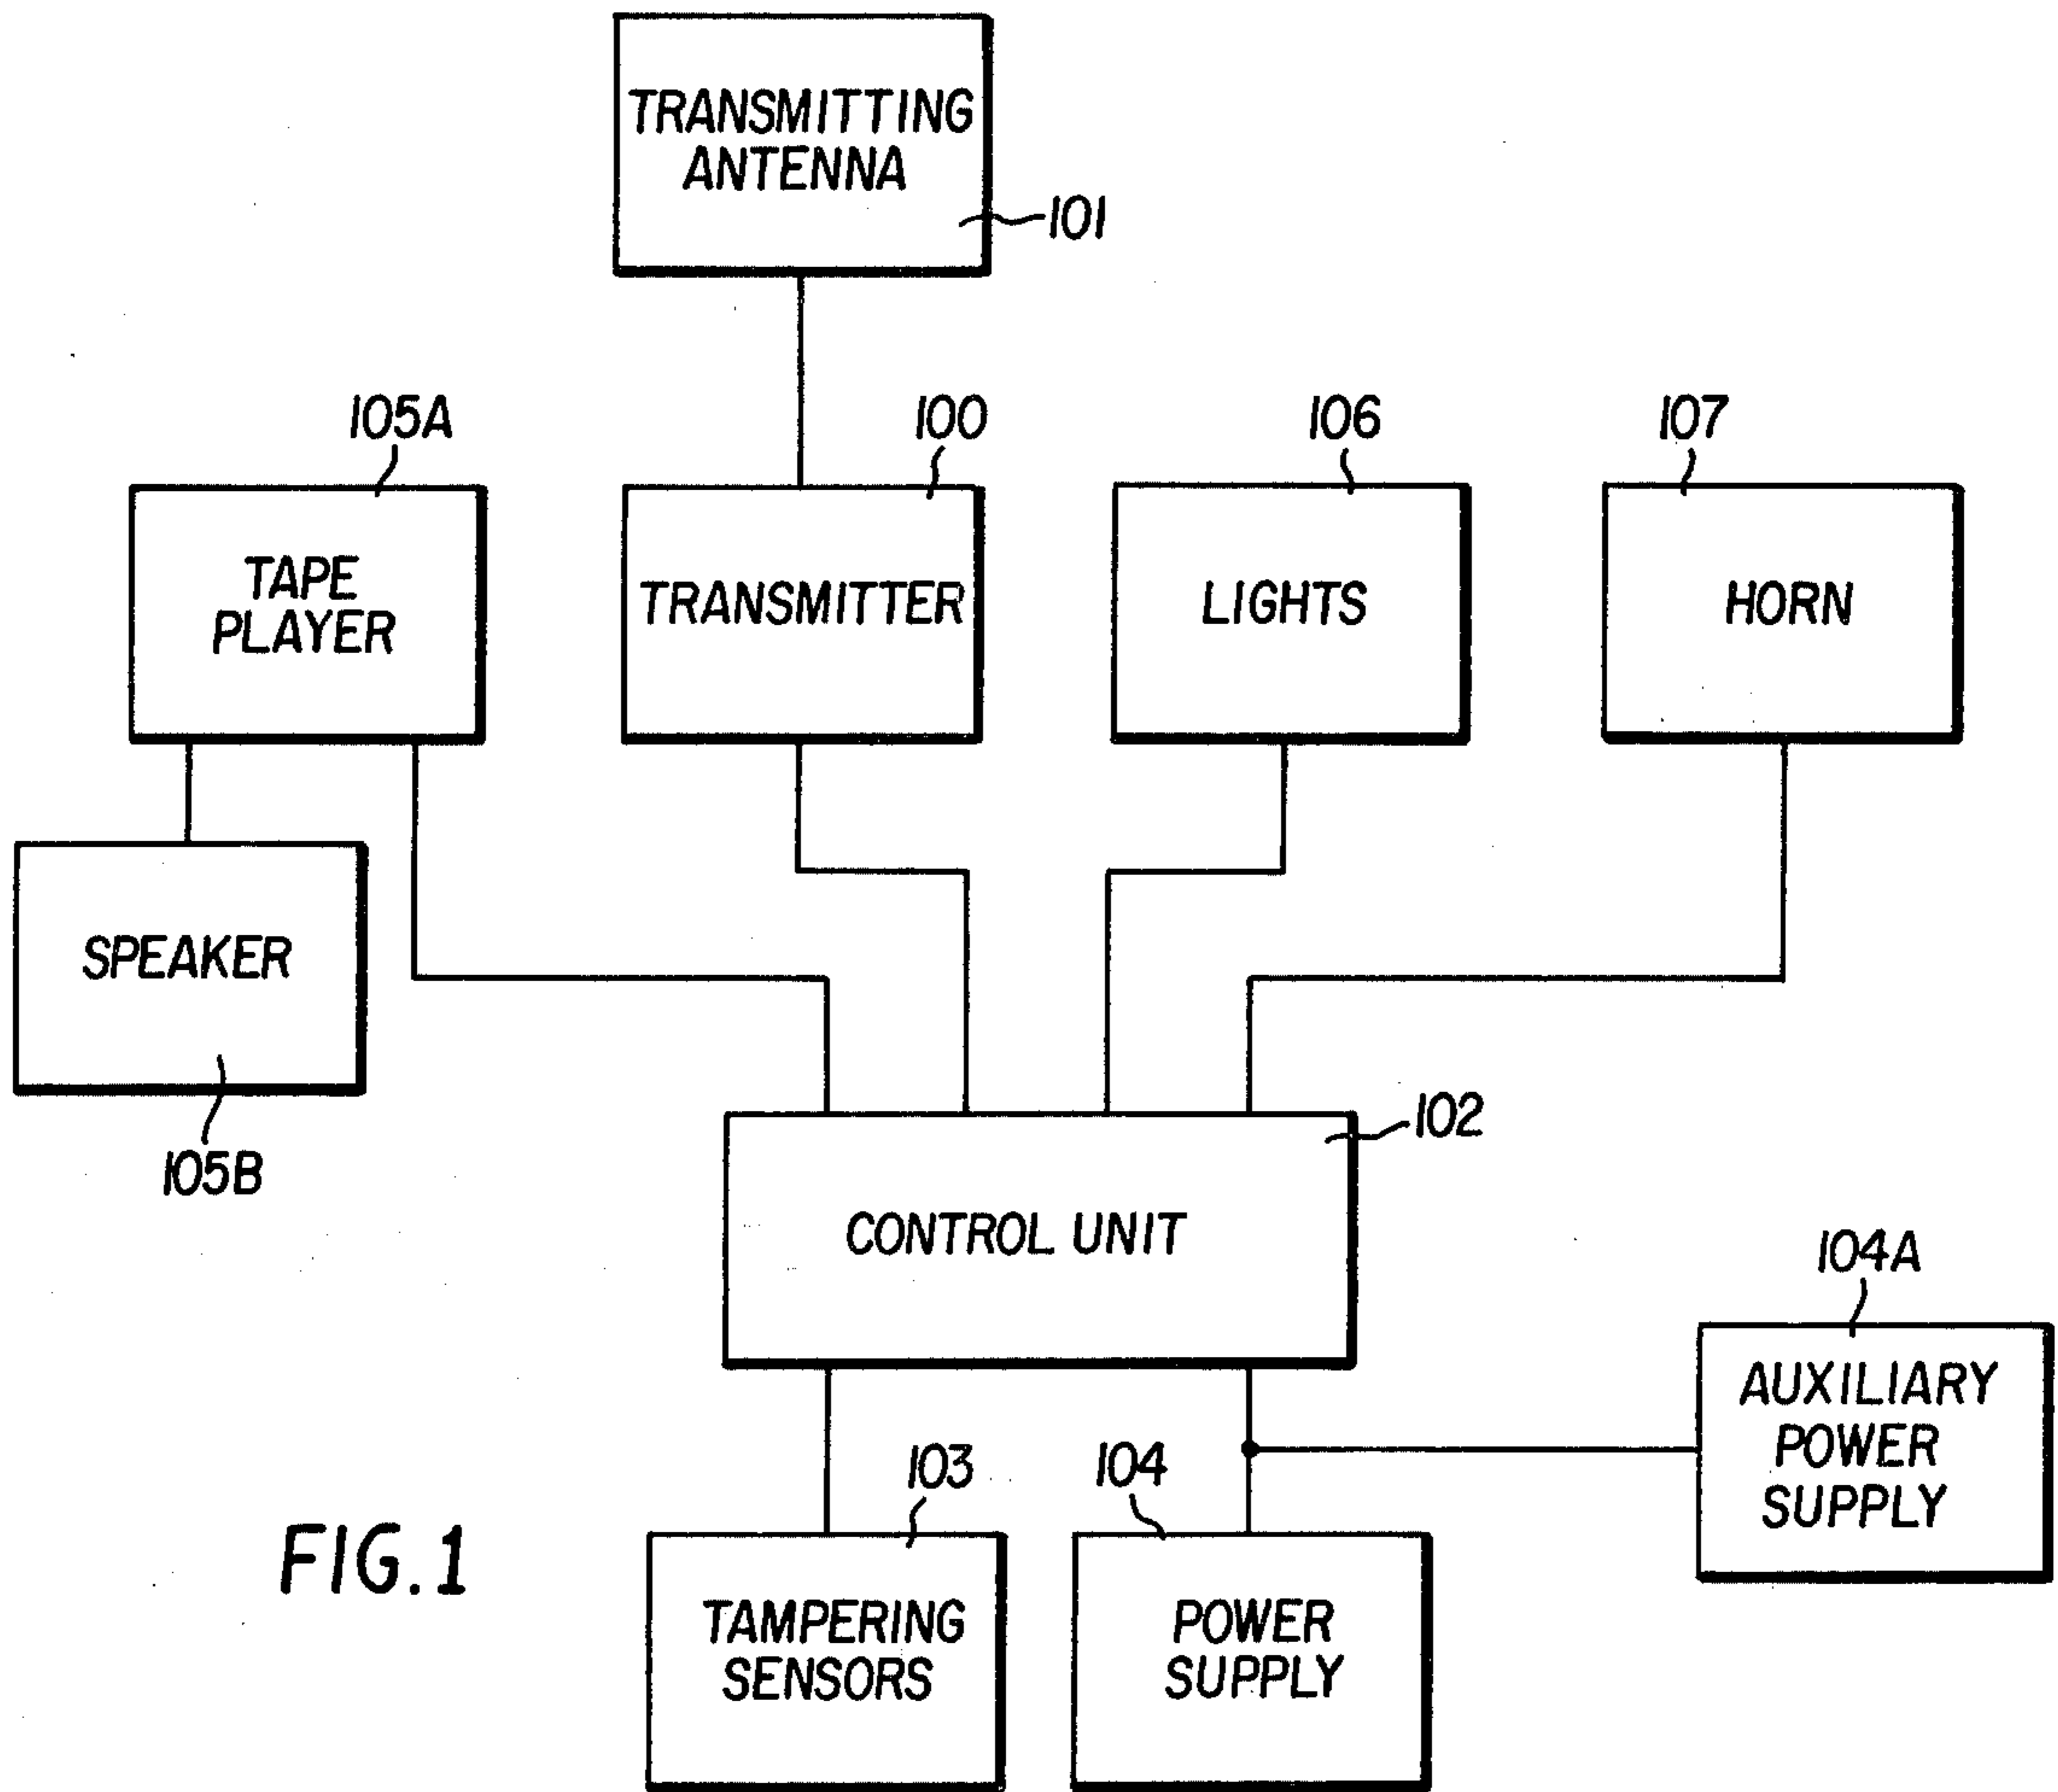 TRANSMITTING
ANTENNA
101
105A
100
106
107
TAPE
PLAYER
TRANSMITTER
LIGHTS
HORN
SPEAKER
105B
102
CONTROL UNIT
104A
AUXILIARY
POWER
SUPPLY
103
104
TAMPERING
SENSORS
POWER
SUPPLY
FIG.1